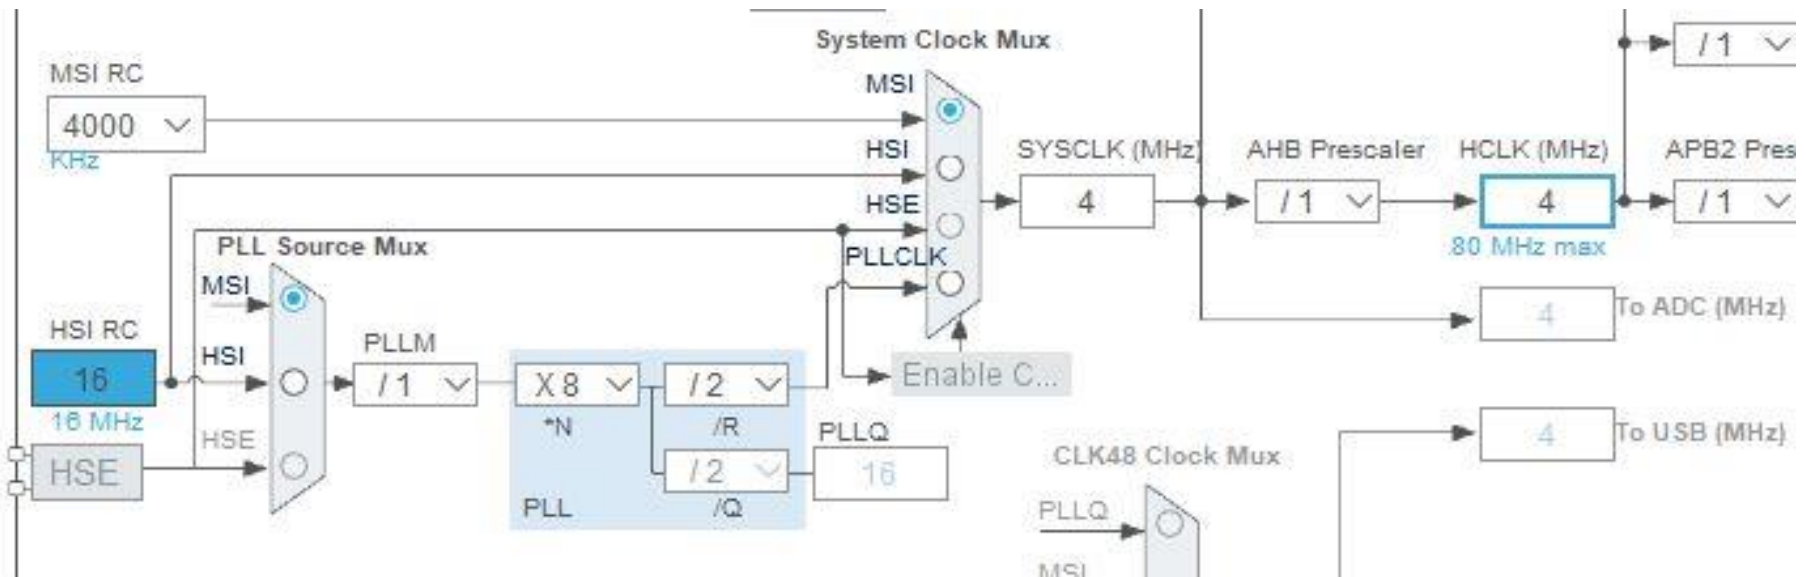 System Clock Mux
/ 1
MSI RC
MSI
4000
KHz
HSI
SYSCLK (MHz)
AHB Prescaler
HCLK (MHz)
APB2 Pres
HSE
4
/ 1
4
/ 1
PLL Source Mux
PLLCLK
80 MHz max
MSI
4
To ADC (MHz)
HSI RC
HSI
PLLM
16
/ 1
X 8
/ 2
Enable C...
16 MHz
*N
/R
PLLQ
4
To USB (MHz)
HSE
HSE
/ 2
16
CLK48 Clock Mux
PLL
/Q
PLLQ
MSI